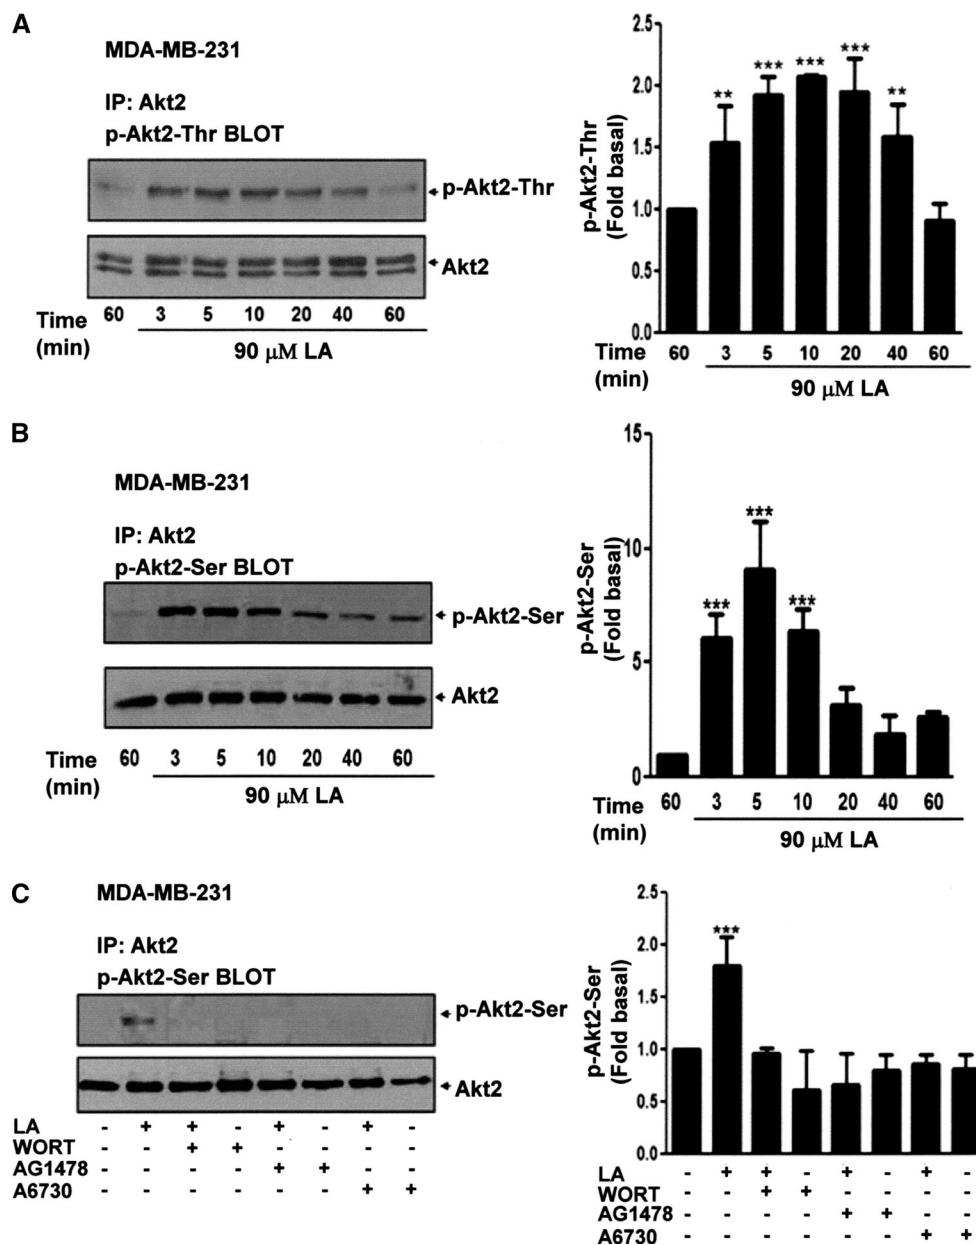 A
MDA-MB-231
IP: Akt2
p-Akt2-Thr BLOT
p-Akt2-Thr
Akt2
Time (min)
60 3 5 10 20 40 60
90 μM LA
p-Akt2-Thr
(Fold basal)
2.5
2.0
1.5
1.0
0.5
0.0
** *** *** *** **
Time (min)
60 3 5 10 20 40 60
90 μM LA
B
MDA-MB-231
IP: Akt2
p-Akt2-Ser BLOT
p-Akt2-Ser
Akt2
Time (min)
60 3 5 10 20 40 60
90 μM LA
p-Akt2-Ser
(Fold basal)
15
10
5
0
*** *** ***
Time (min)
60 3 5 10 20 40 60
90 μM LA
C
MDA-MB-231
IP: Akt2
p-Akt2-Ser BLOT
p-Akt2-Ser
Akt2
LA - + + - + - + -
WORT - - + + - - - -
AG1478 - - - - + + - -
A6730 - - - - - - + +
p-Akt2-Ser
(Fold basal)
2.5
2.0
1.5
1.0
0.5
0.0
***
LA - + + - + - + -
WORT - - + + - - - -
AG1478 - - - - + + - -
A6730 - - - - - - + +